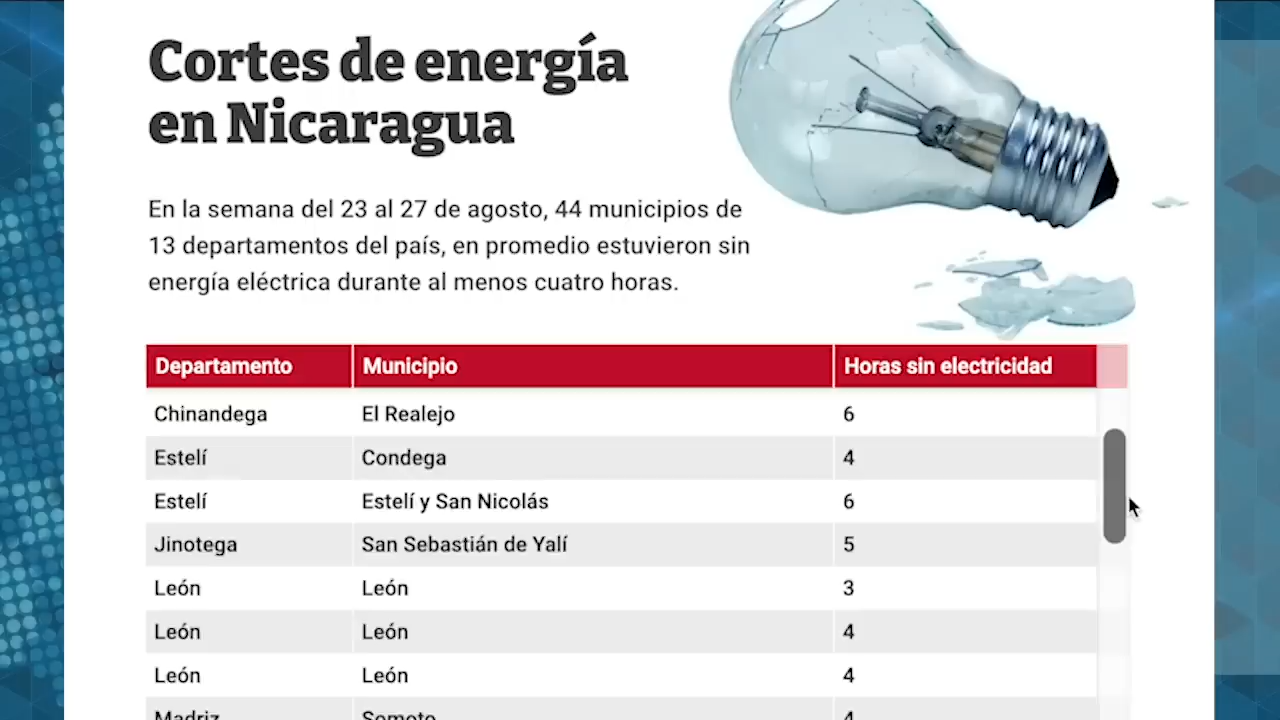 Cortes de energía
en Nicaragua
En la semana del 23 al 27 de agosto, 44 municipios de
13 departamentos del país, en promedio estuvieron sin
energía eléctrica durante al menos cuatro horas.
Departamento Municipio Horas sin electricidad
Chinandega El Realejo 6
Estelí Condega 4
Estelí Estelí y San Nicolás 6
Jinotega San Sebastián de Yalí 5
León León 3
León León 4
León León 4
Madriz Somoto 4